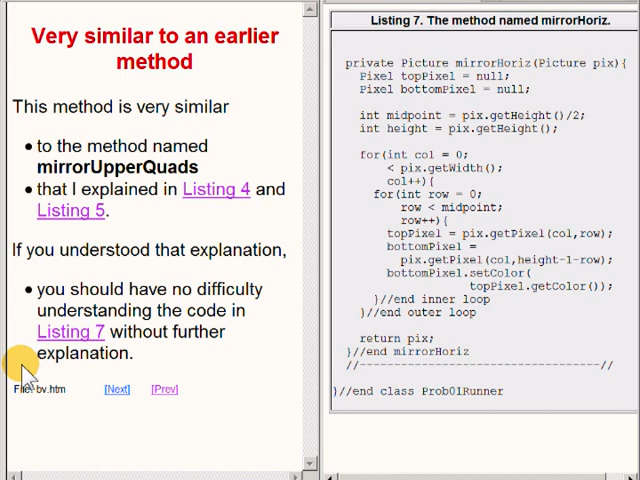 Very similar to an earlier
method
This method is very similar
to the method named
mirrorUpperQuads
that I explained in Listing 4 and
Listing 5.
If you understood that explanation,
you should have no difficulty
understanding the code in
Listing 7 without further
explanation.
File: bv.htm [Next] [Prev]
Listing 7. The method named mirrorHoriz.
private Picture mirrorHoriz(Picture pix){
Pixel topPixel = null;
Pixel bottomPixel = null;
int midpoint = pix.getHeight()/2;
int height = pix.getHeight();
for(int col = 0;
< pix.getWidth();
col++){
for(int row = 0;
row < midpoint;
row++){
topPixel = pix.getPixel(col,row);
bottomPixel =
pix.getPixel(col,height-1-row);
bottomPixel.setColor(
topPixel.getColor());
}//end inner loop
}//end outer loop
return pix;
}//end mirrorHoriz
//----------------------------------//
}//end class Prob01Runner